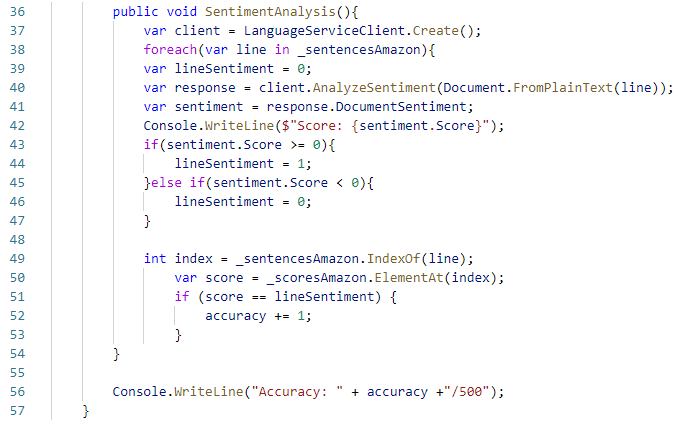 36 public void SentimentAnalysis(){
37 var client = LanguageServiceClient.Create();
38 foreach(var line in _sentencesAmazon){
39 var lineSentiment = 0;
40 var response = client.AnalyzeSentiment(Document.FromPlainText(line));
41 var sentiment = response.DocumentSentiment;
42 Console.WriteLine($"Score: {sentiment.Score}");
43 if(sentiment.Score >= 0){
44 lineSentiment = 1;
45 }else if(sentiment.Score < 0){
46 lineSentiment = 0;
47 }
48
49 int index = _sentencesAmazon.IndexOf(line);
50 var score = _scoresAmazon.ElementAt(index);
51 if (score == lineSentiment) {
52 accuracy += 1;
53 }
54 }
55
56 Console.WriteLine("Accuracy: " + accuracy +"/500");
57 }